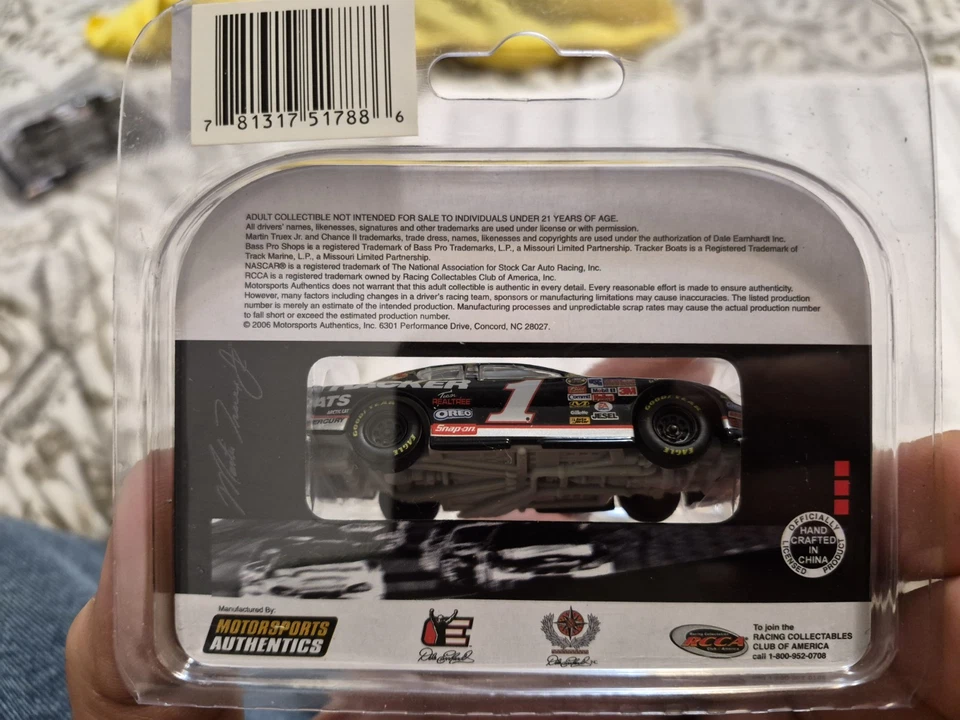 7 81317 51788 6
ADULT COLLECTIBLE NOT INTENDED FOR SALE TO INDIVIDUALS UNDER 21 YEARS OF AGE.
All drivers' names, likenesses, signatures and other trademarks are used under license or with permission.
Martin Truex Jr. and Chance II trademarks, trade dress, names, likenesses and copyrights are used under the authorization of Dale Earnhardt Inc.
Bass Pro Shops is a registered Trademark of Bass Pro Trademarks, L.P., a Missouri Limited Partnership. Tracker Boats is a Registered Trademark of
Track Marine, L.P., a Missouri Limited Partnership.
NASCAR® is a registered trademark of The National Association for Stock Car Auto Racing, Inc.
RCCA is a registered trademark owned by Racing Collectables Club of America, Inc.
Motorsports Authentics does not warrant that this adult collectible is authentic in every detail. Every reasonable effort is made to ensure authenticity.
However, many factors including changes in a driver's racing team, sponsors or manufacturing limitations may cause inaccuracies. The listed production
number is merely an estimate of the intended production. Manufacturing processes and unpredictable scrap rates may cause the actual production number
to fall short or exceed the estimated production number.
© 2006 Motorsports Authentics, Inc. 6301 Performance Drive, Concord, NC 28027.
TRACKER
REALTREE
OREO
Snap-on
1
Gillette
JESEL
3M
GOODYEAR
EAGLE
GOODYEAR
EAGLE
OFFICIALLY LICENSED PRODUCT
HAND
CRAFTED
IN
CHINA
Manufactured By:
MOTORSPORTS
AUTHENTICS
E
Racing Collectables
RCCA
Club of America
To join the
RACING COLLECTABLES
CLUB OF AMERICA
call 1-800-952-0708